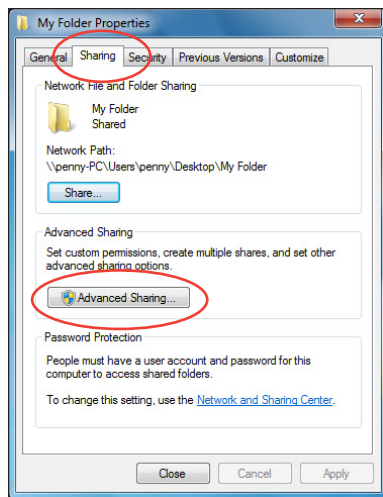 My Folder Properties
General Sharing Security Previous Versions Customize
Network File and Folder Sharing
My Folder
Shared
Network Path:
\\penny-PC\Users\penny\Desktop\My Folder
Share...
Advanced Sharing
Set custom permissions, create multiple shares, and set other
advanced sharing options.
Advanced Sharing...
Password Protection
People must have a user account and password for this
computer to access shared folders.
To change this setting, use the Network and Sharing Center.
Close Cancel Apply